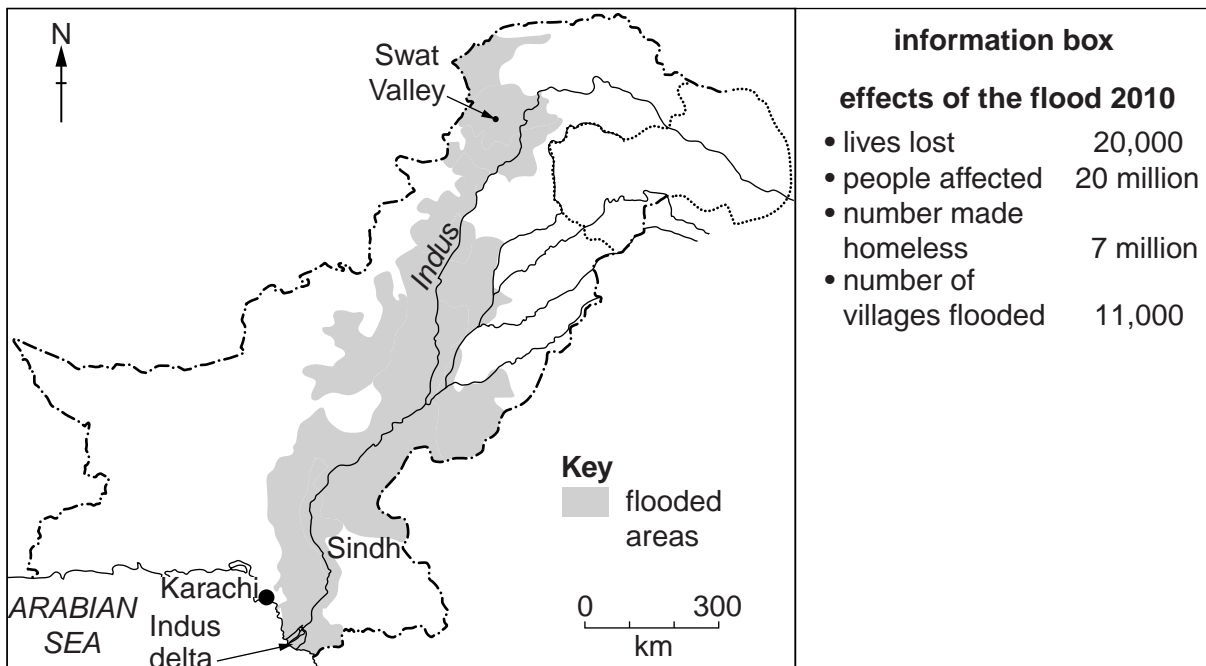 N
Swat
Valley
Indus
Key
flooded
areas
Sindh
Karachi
ARABIAN
SEA
Indus
delta
0 300
km
information box
effects of the flood 2010
• lives lost 20,000
• people affected 20 million
• number made
homeless 7 million
• number of
villages flooded 11,000